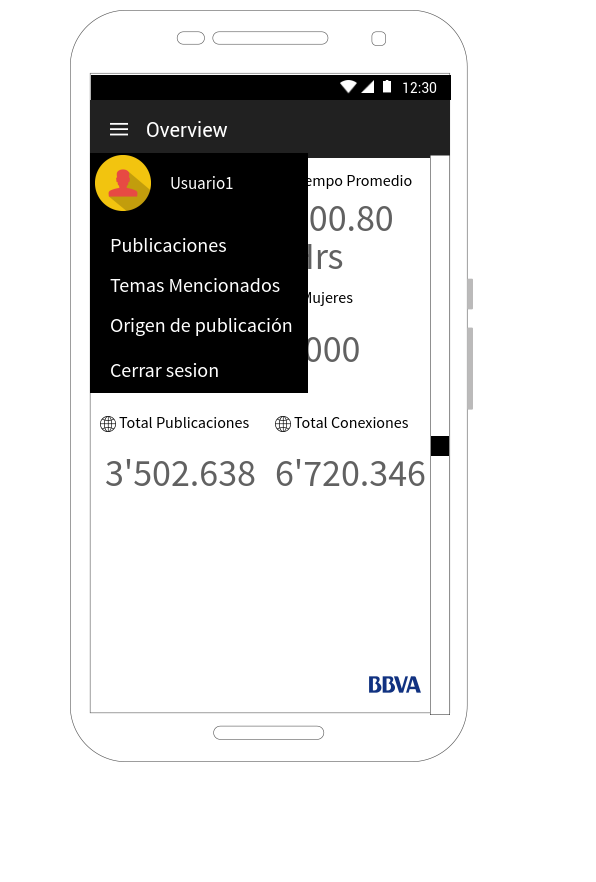 12:30
Overview
Usuario1
empo Promedio
Publicaciones
00.80
Hrs
Temas Mencionados
Mujeres
Origen de publicación
000
Cerrar sesion
Total Publicaciones Total Conexiones
3'502.638 6'720.346
BBVA